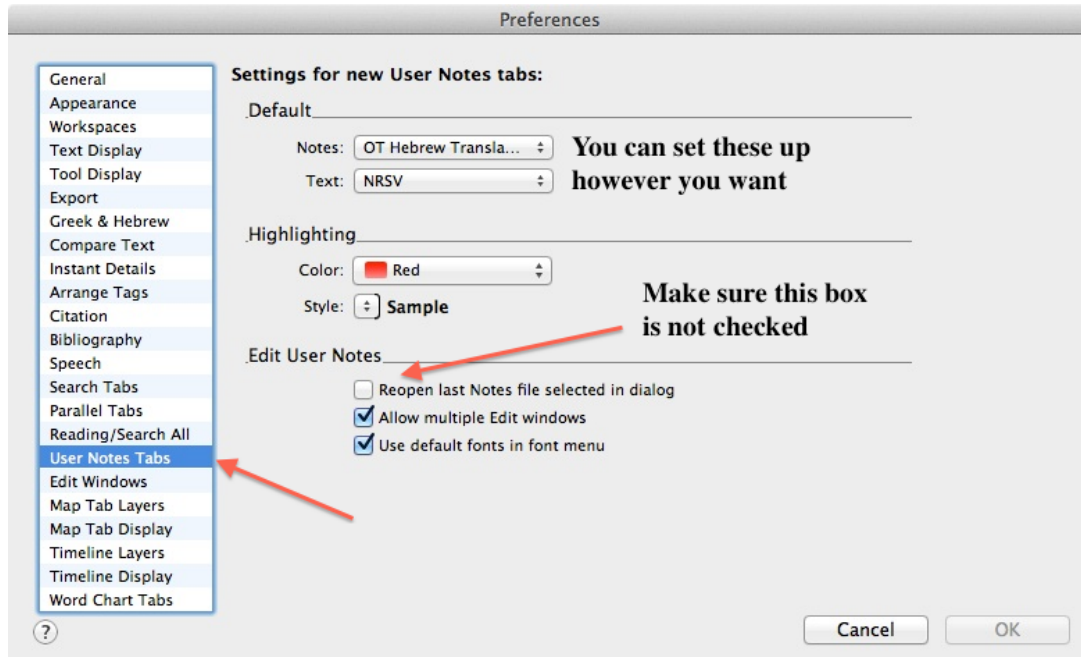 Preferences
General
Appearance
Workspaces
Text Display
Tool Display
Export
Greek & Hebrew
Compare Text
Instant Details
Arrange Tags
Citation
Bibliography
Speech
Search Tabs
Parallel Tabs
Reading/Search All
User Notes Tabs
Edit Windows
Map Tab Layers
Map Tab Display
Timeline Layers
Timeline Display
Word Chart Tabs
Settings for new User Notes tabs:
Default
Notes: OT Hebrew Transla...
Text: NRSV
You can set these up
however you want
Highlighting
Color: Red
Style: Sample
Make sure this box
is not checked
Edit User Notes
Reopen last Notes file selected in dialog
Allow multiple Edit windows
Use default fonts in font menu
?
Cancel
OK